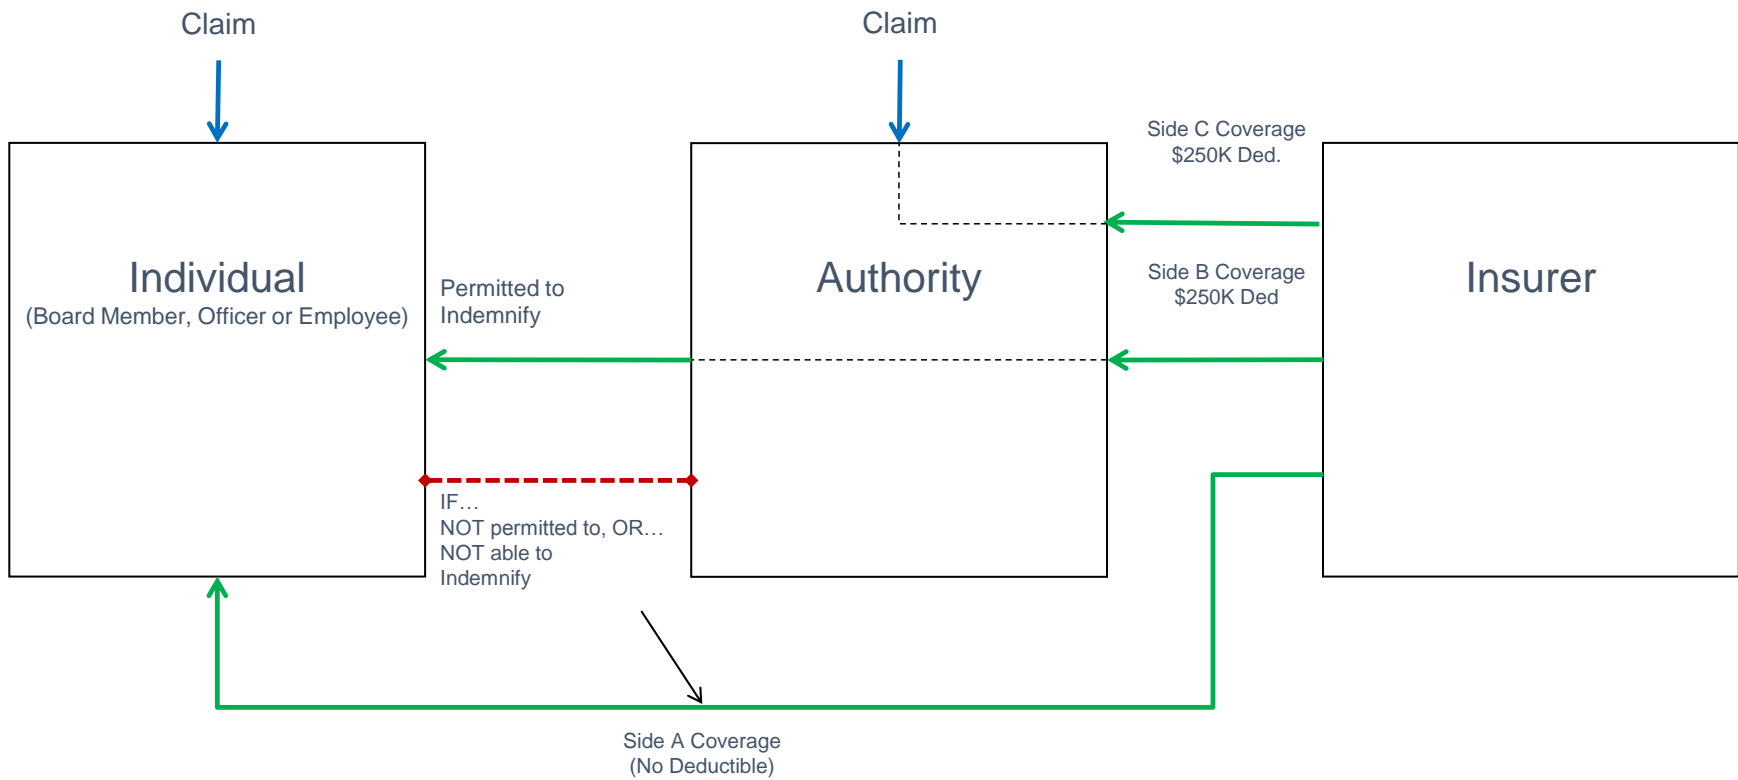 Claim
Claim
Side C Coverage
$250K Ded.
Individual
(Board Member, Officer or Employee)
Permitted to
Indemnify
Authority
Side B Coverage
$250K Ded
Insurer
IF…
NOT permitted to, OR…
NOT able to
Indemnify
Side A Coverage
(No Deductible)